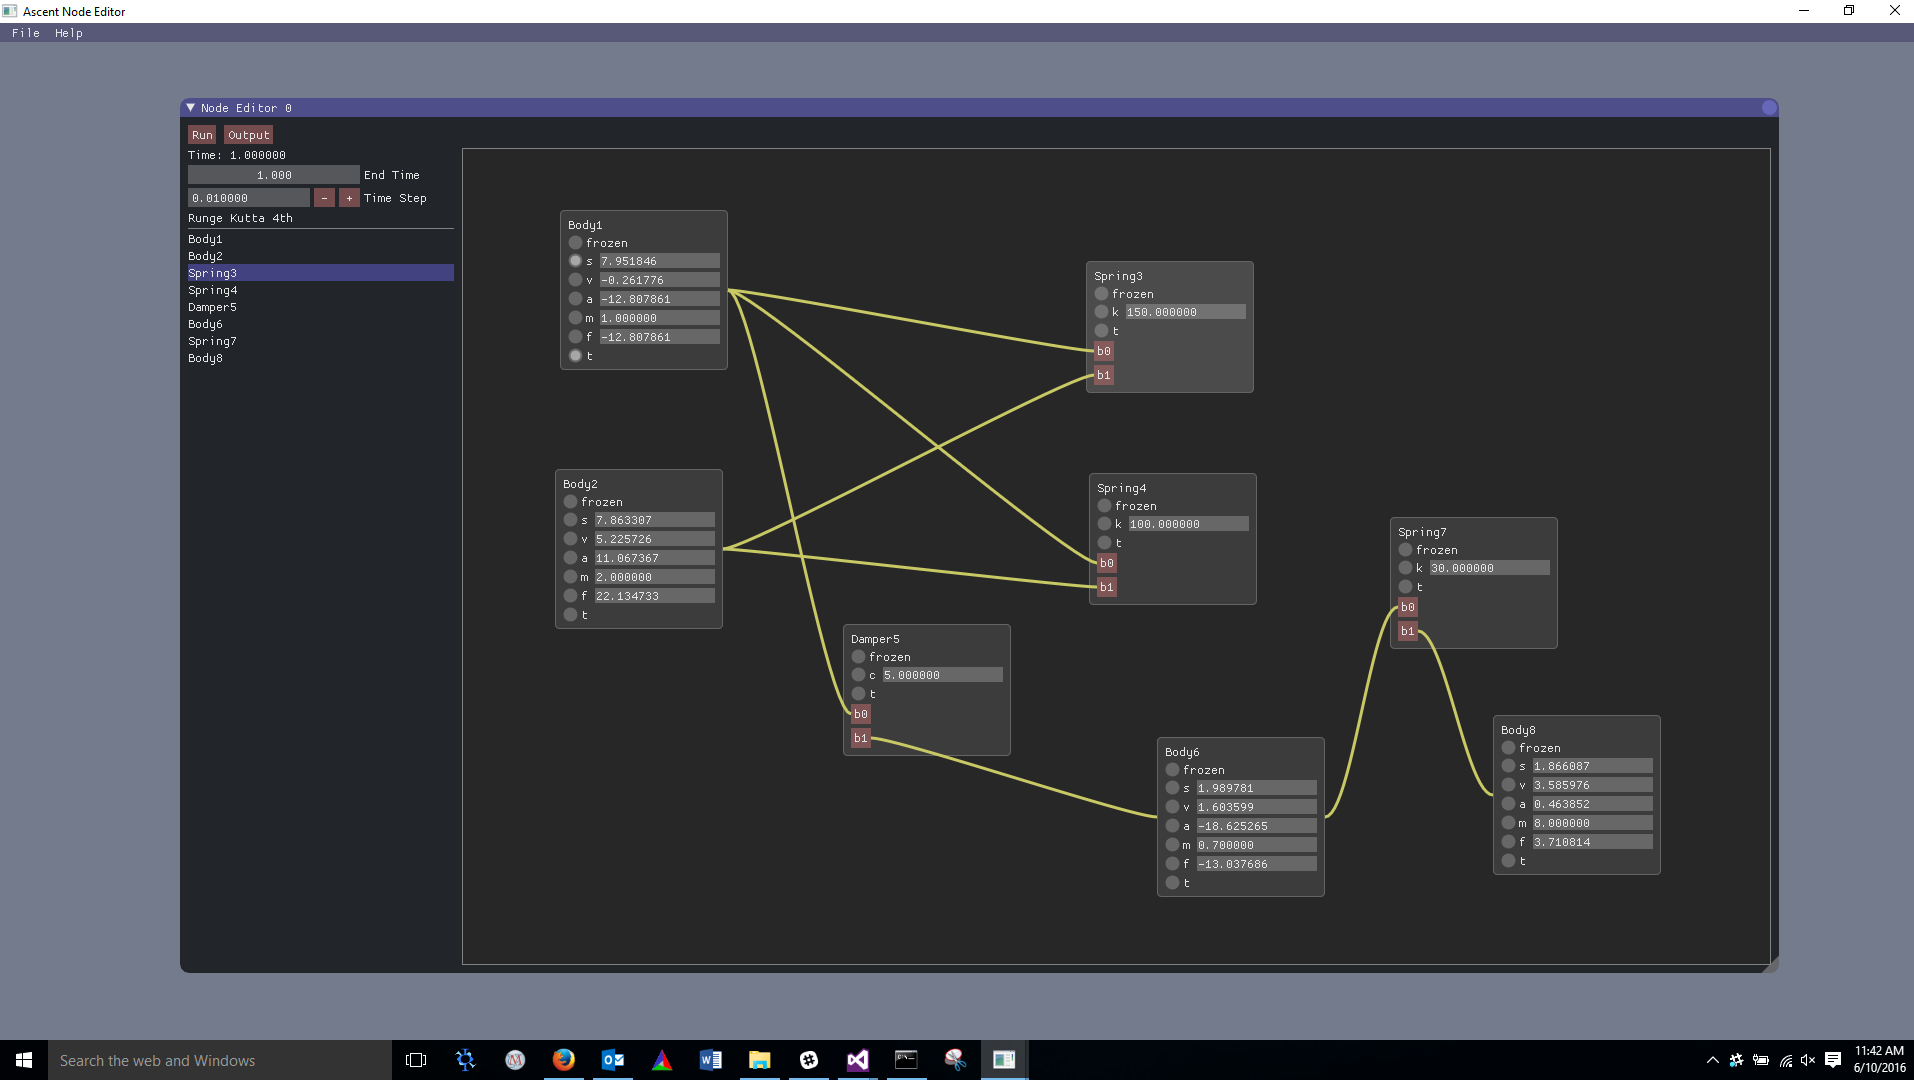 Ascent Node Editor
File Help
Node Editor 0
Run Output
Time: 1.000000
1.000 End Time
0.010000 - + Time Step
Runge Kutta 4th
Body1
Body2
Spring3
Spring4
Damper5
Body6
Spring7
Body8
Body1
frozen
s 7.951846
v -0.261776
a -12.807861
m 1.000000
f -12.807861
t
Spring3
frozen
k 150.000000
t
b0
b1
Body2
frozen
s 7.863307
v 5.225726
a 11.067367
m 2.000000
f 22.134733
t
Spring4
frozen
k 100.000000
t
b0
b1
Spring7
frozen
k 30.000000
t
b0
b1
Damper5
frozen
c 5.000000
t
b0
b1
Body6
frozen
s 1.989781
v 1.603599
a -18.625265
m 0.700000
f -13.037686
t
Body8
frozen
s 1.866087
v 3.585976
a 0.463852
m 8.000000
f 3.710814
t
Search the web and Windows
11:42 AM
6/10/2016